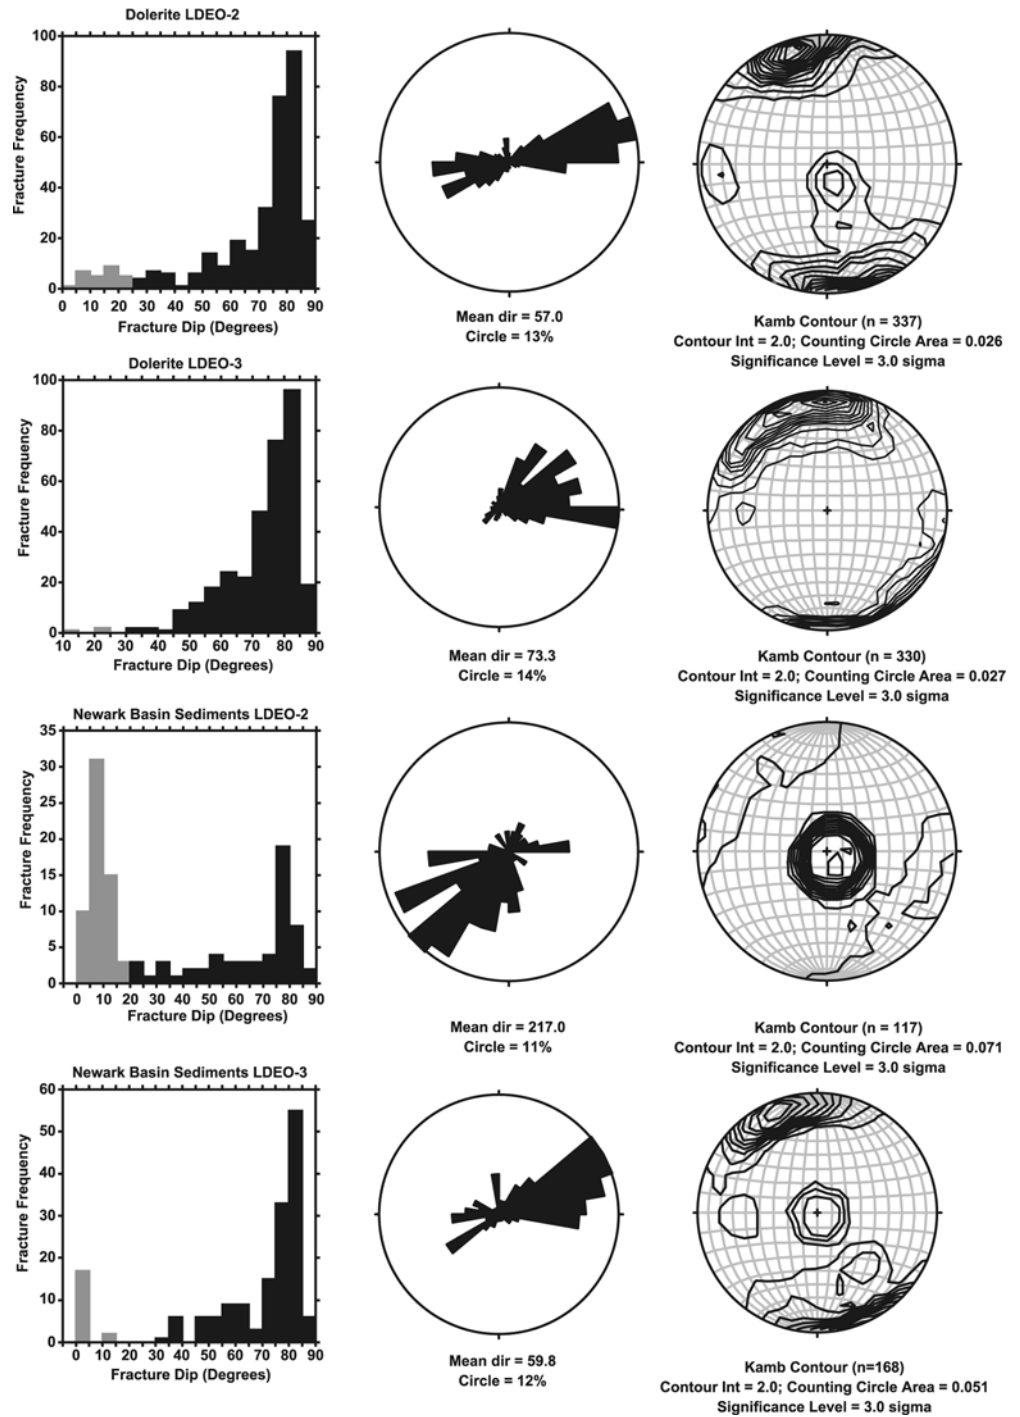 Dolerite LDEO-2
Fracture Frequency
100
80
60
40
20
0
0 10 20 30 40 50 60 70 80 90
Fracture Dip (Degrees)
Mean dir = 57.0
Circle = 13%
Kamb Contour (n = 337)
Contour Int = 2.0; Counting Circle Area = 0.026
Significance Level = 3.0 sigma
Dolerite LDEO-3
Fracture Frequency
100
80
60
40
20
0
10 20 30 40 50 60 70 80 90
Fracture Dip (Degrees)
Mean dir = 73.3
Circle = 14%
Kamb Contour (n = 330)
Contour Int = 2.0; Counting Circle Area = 0.027
Significance Level = 3.0 sigma
Newark Basin Sediments LDEO-2
Fracture Frequency
35
30
25
20
15
10
5
0
0 10 20 30 40 50 60 70 80 90
Fracture Dip (Degrees)
Mean dir = 217.0
Circle = 11%
Kamb Contour (n = 117)
Contour Int = 2.0; Counting Circle Area = 0.071
Significance Level = 3.0 sigma
Newark Basin Sediments LDEO-3
Fracture Frequency
60
50
40
30
20
10
0
0 10 20 30 40 50 60 70 80 90
Fracture Dip (Degrees)
Mean dir = 59.8
Circle = 12%
Kamb Contour (n=168)
Contour Int = 2.0; Counting Circle Area = 0.051
Significance Level = 3.0 sigma